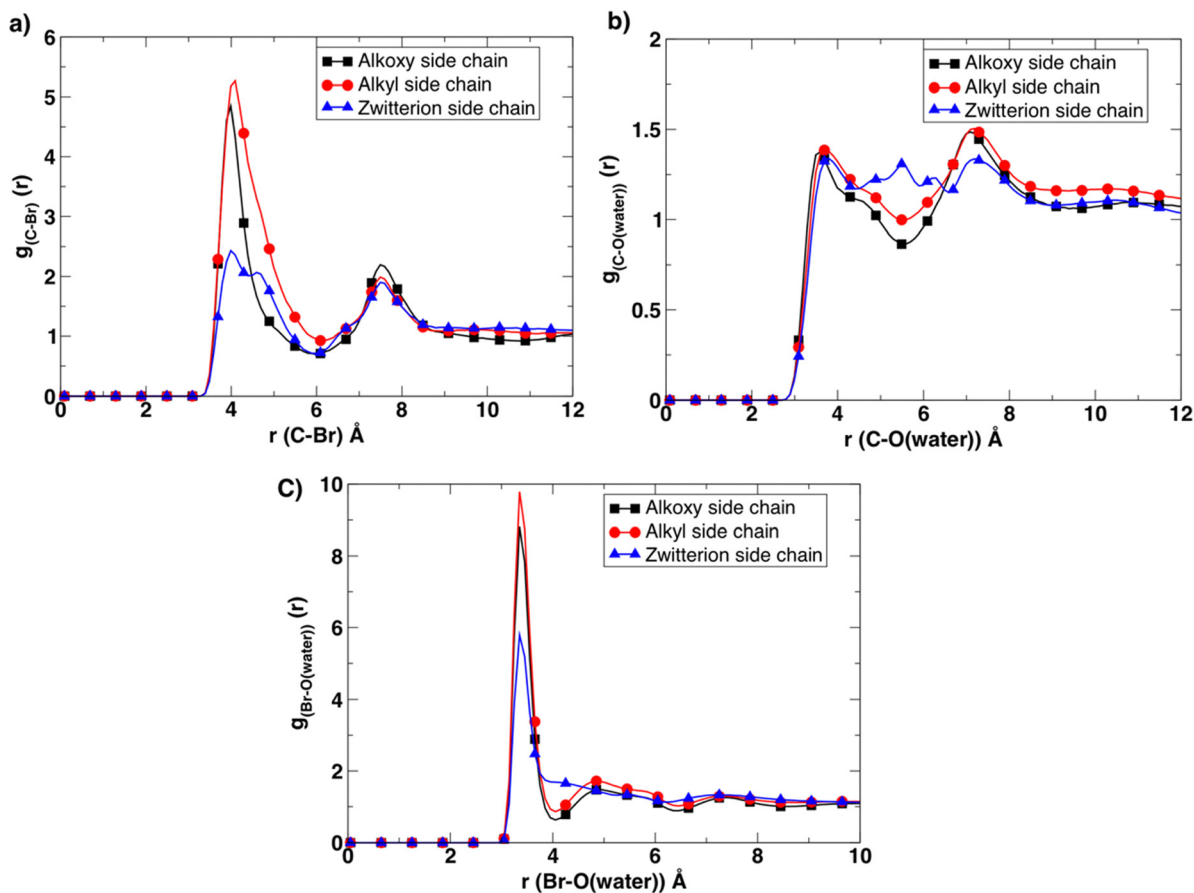 a)
6
5
4
3
2
1
0
g(C-Br) (r)
Alkoxy side chain
Alkyl side chain
Zwitterion side chain
0 2 4 6 8 10 12
r (C-Br) Å
b)
2
1.5
1
0.5
0
g(C-O(water)) (r)
Alkoxy side chain
Alkyl side chain
Zwitterion side chain
0 2 4 6 8 10 12
r (C-O(water)) Å
C)
10
8
6
4
2
0
g(Br-O(water)) (r)
Alkoxy side chain
Alkyl side chain
Zwitterion side chain
0 2 4 6 8 10
r (Br-O(water)) Å